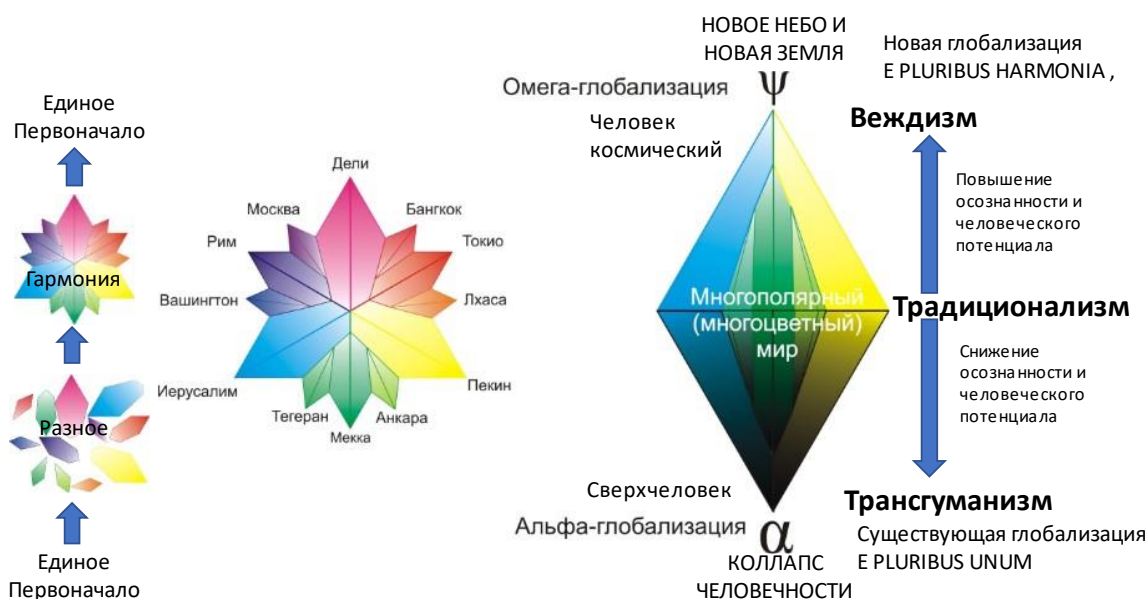 Единое
Первоначало
Гармония
Разное
Единое
Первоначало
Дели
Москва
Бангкок
Рим
Токио
Вашингтон
Лхаса
Иерусалим
Пекин
Тегеран
Анкара
Мекка
НОВОЕ НЕБО И
НОВАЯ ЗЕМЛЯ
Омега-глобализация
ψ
Человек
космический
Многополярный
(многоцветный)
мир
Сверхчеловек
Альфа-глобализация
α
КОЛЛАПС
ЧЕЛОВЕЧНОСТИ
Новая глобализация
E PLURIBUS HARMONIA ,
Веждизм
Повышение
осознанности и
человеческого
потенциала
Традиционализм
Снижение
осознанности и
человеческого
потенциала
Трансгуманизм
Существующая глобализация
E PLURIBUS UNUM